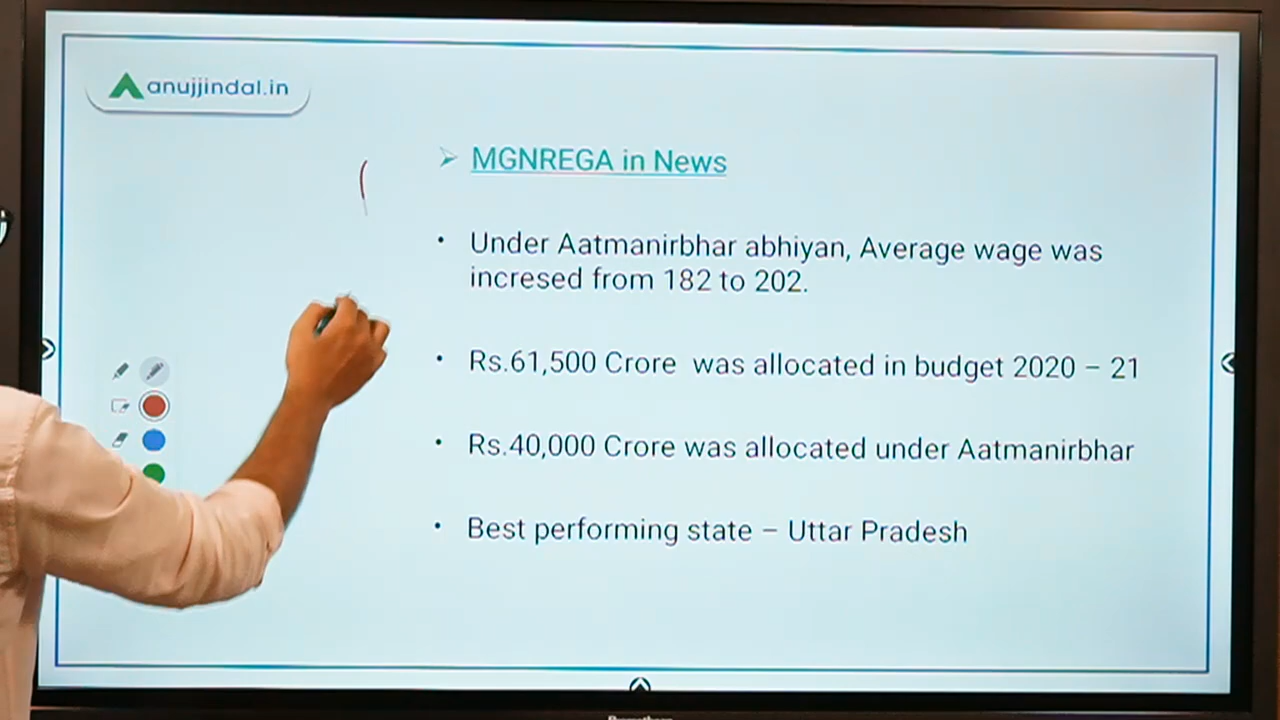 anujjindal.in
➢ MGNREGA in News
• Under Aatmanirbhar abhiyan, Average wage was
incresed from 182 to 202.
• Rs.61,500 Crore was allocated in budget 2020 – 21
• Rs.40,000 Crore was allocated under Aatmanirbhar
• Best performing state – Uttar Pradesh